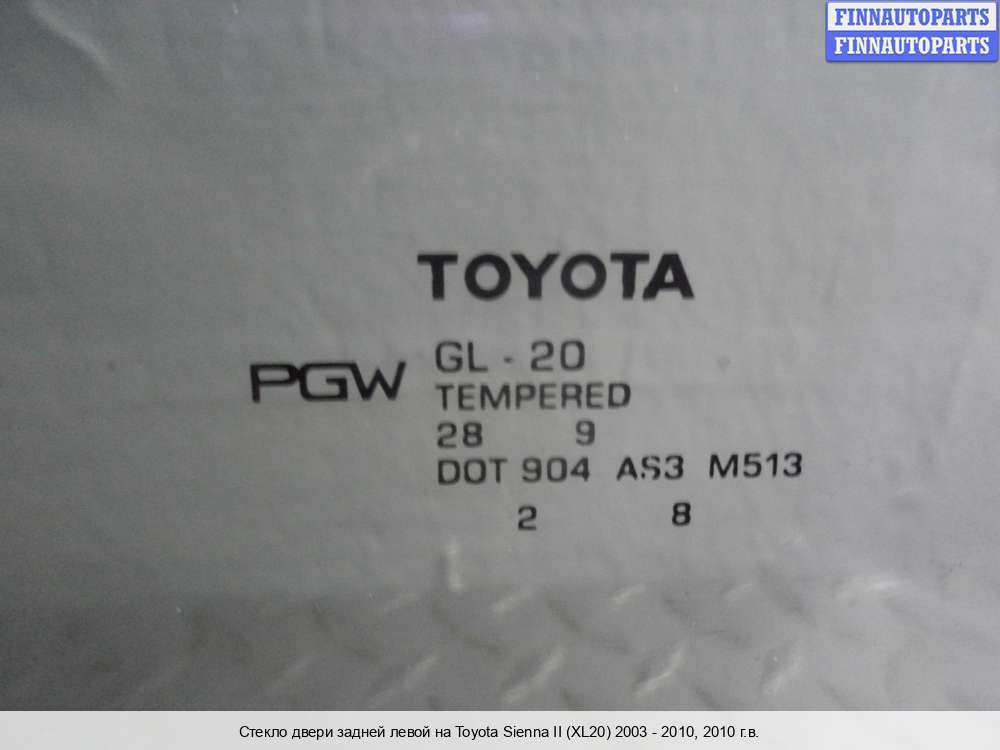 FINNAUTOPARTS
FINNAUTOPARTS
TOYOTA
PGW
GL - 20
TEMPERED
28 9
DOT 904 AS3 M513
2 8
Стекло двери задней левой на Toyota Sienna II (XL20) 2003 - 2010, 2010 г.в.